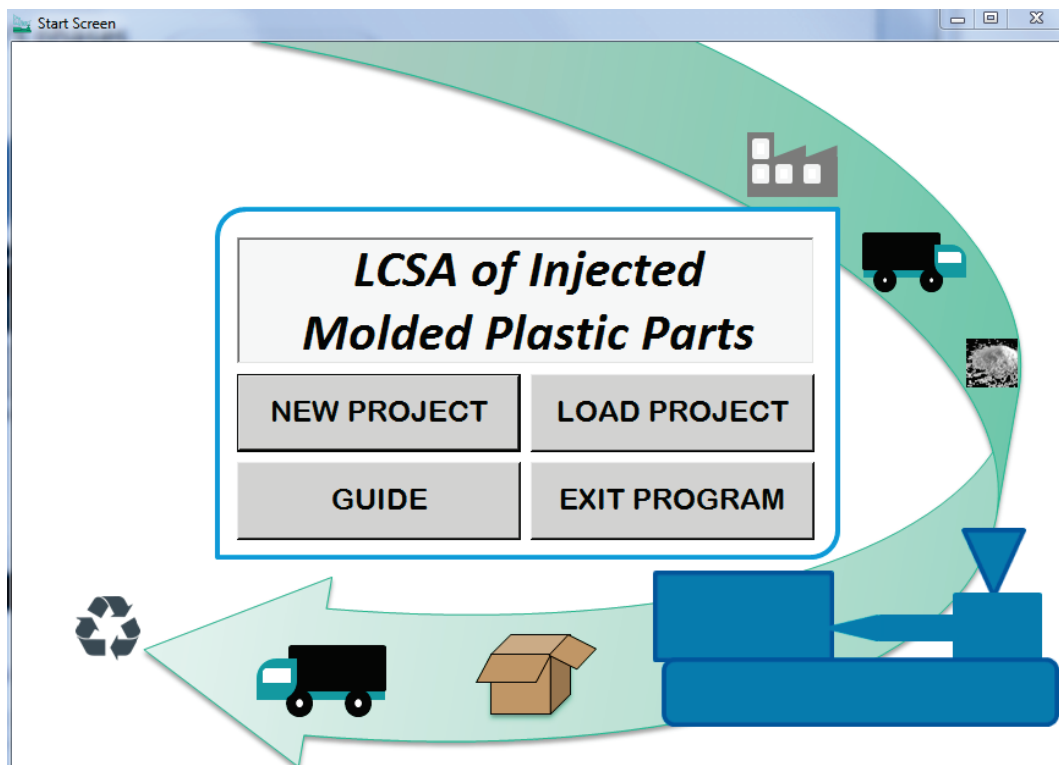 Start Screen
LCSA of Injected
Molded Plastic Parts
NEW PROJECT
LOAD PROJECT
GUIDE
EXIT PROGRAM